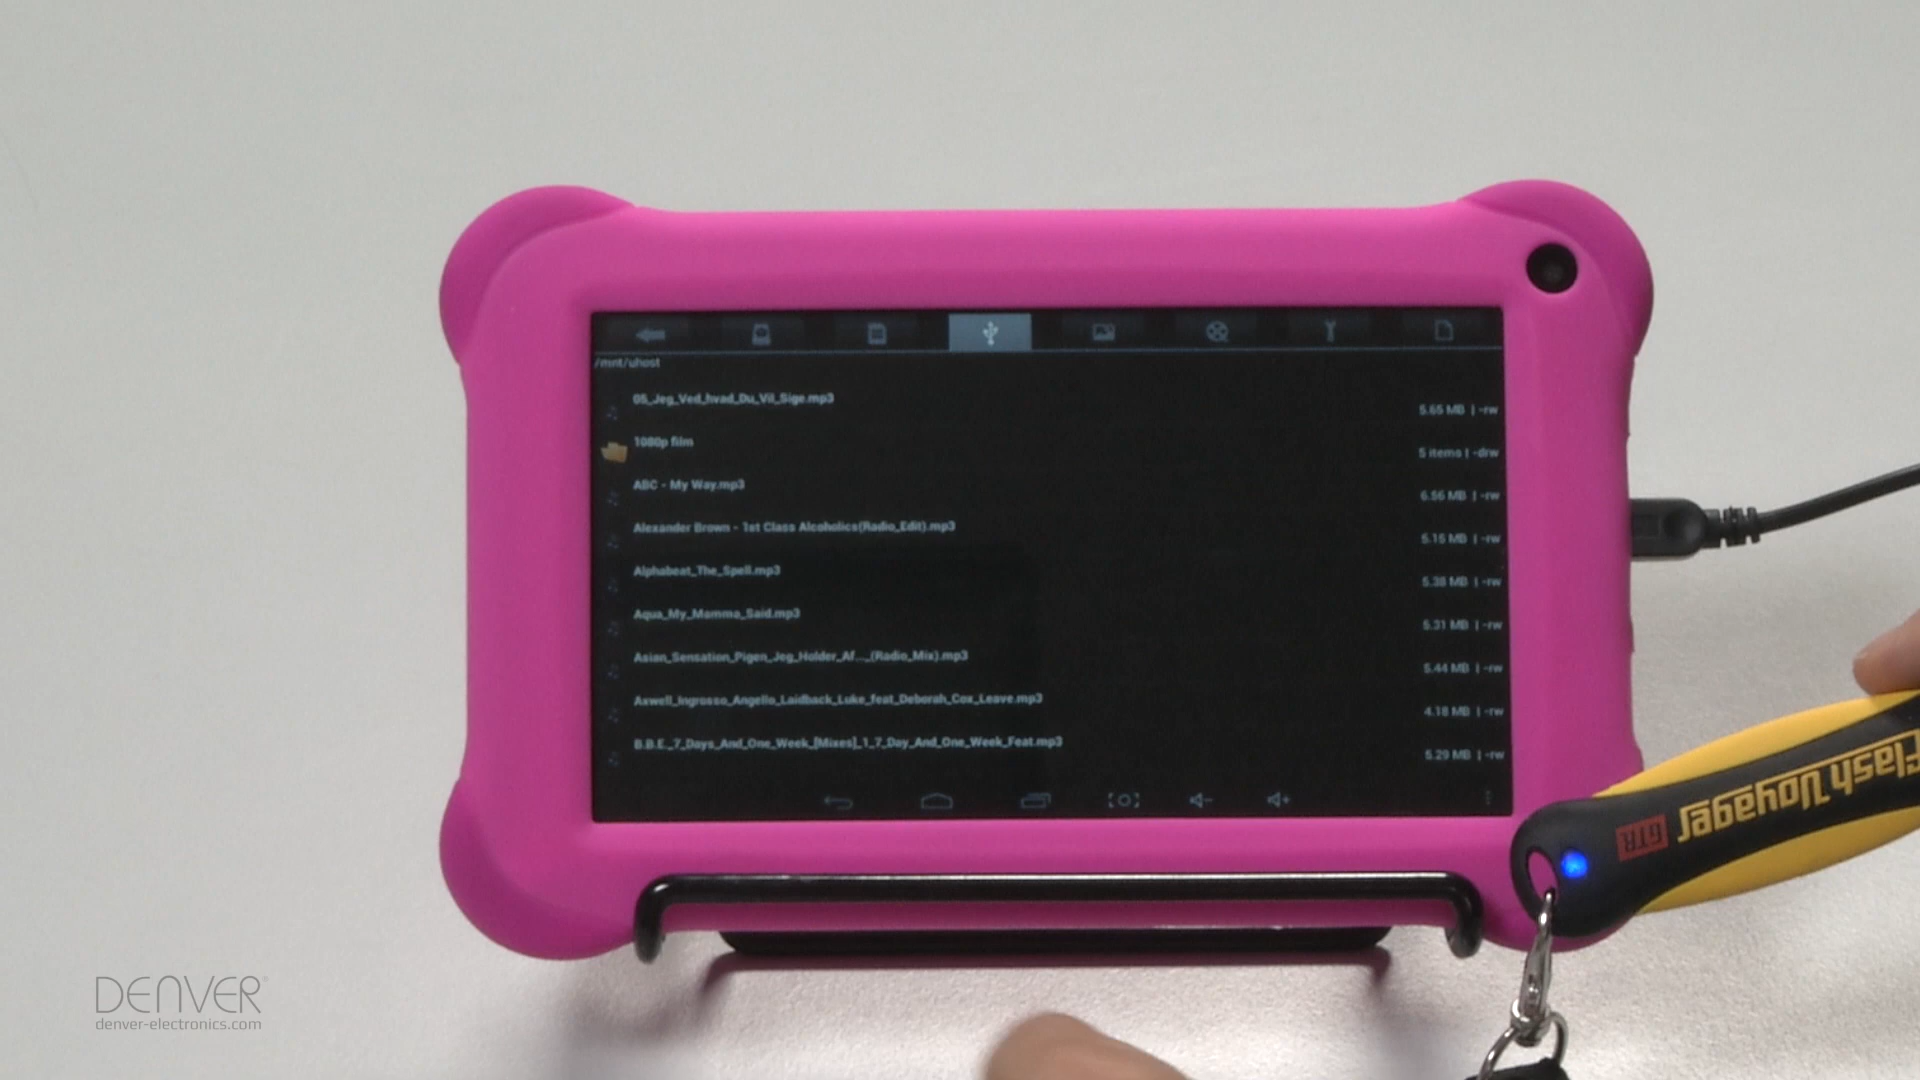 /mnt/uhost
05_Jeg_Ved_hvad_Du_Vil_Sige.mp3
5.65 MB | -rw
1080p film
5 items | -drw
ABC - My Way.mp3
6.56 MB | -rw
Alexander Brown - 1st Class Alcoholics(Radio_Edit).mp3
5.15 MB | -rw
Alphabeat_The_Spell.mp3
5.38 MB | -rw
Aqua_My_Mamma_Said.mp3
5.31 MB | -rw
Asian_Sensation_Pigen_Jeg_Holder_Af..._(Radio_Mix).mp3
5.44 MB | -rw
Axwell_Ingrosso_Angello_Laidback_Luke_feat_Deborah_Cox_Leave.mp3
4.18 MB | -rw
B.B.E._7_Days_And_One_Week_[Mixes]_1_7_Day_And_One_Week_Feat.mp3
5.29 MB | -rw
Flash Voyager
GTR
DENVER
denver-electronics.com